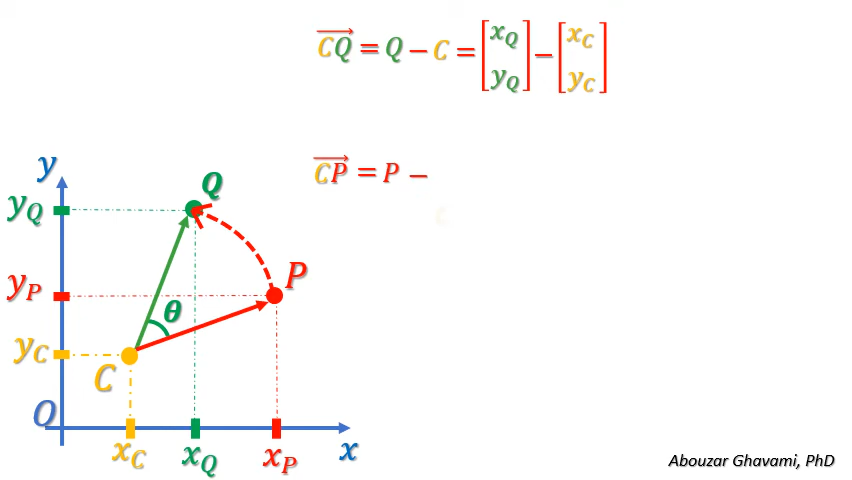 CQ = Q − C = [x_Q y_Q] − [x_C y_C]
CP = P −
y
Q
y_Q
P
y_P
θ
y_C
C
O
x_C x_Q x_P x
Abouzar Ghavami, PhD